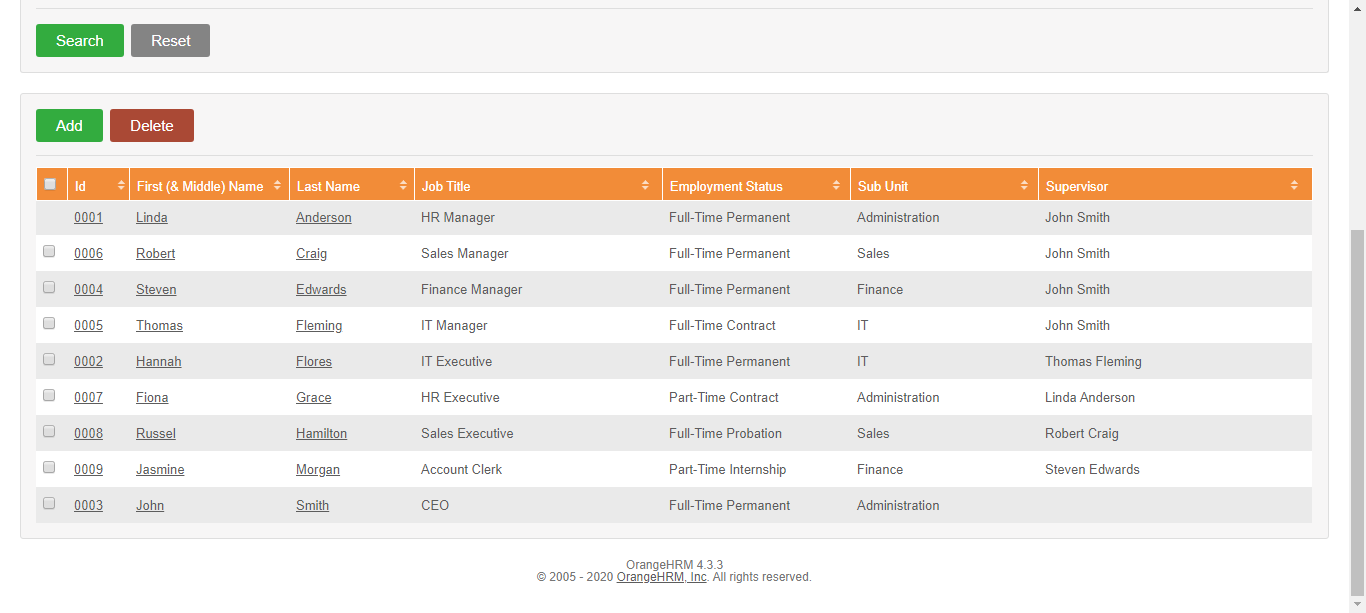 Search Reset
Add Delete
Id First (& Middle) Name Last Name Job Title Employment Status Sub Unit Supervisor
0001 Linda Anderson HR Manager Full-Time Permanent Administration John Smith
0006 Robert Craig Sales Manager Full-Time Permanent Sales John Smith
0004 Steven Edwards Finance Manager Full-Time Permanent Finance John Smith
0005 Thomas Fleming IT Manager Full-Time Contract IT John Smith
0002 Hannah Flores IT Executive Full-Time Permanent IT Thomas Fleming
0007 Fiona Grace HR Executive Part-Time Contract Administration Linda Anderson
0008 Russel Hamilton Sales Executive Full-Time Probation Sales Robert Craig
0009 Jasmine Morgan Account Clerk Part-Time Internship Finance Steven Edwards
0003 John Smith CEO Full-Time Permanent Administration
OrangeHRM 4.3.3
© 2005 - 2020 OrangeHRM, Inc. All rights reserved.